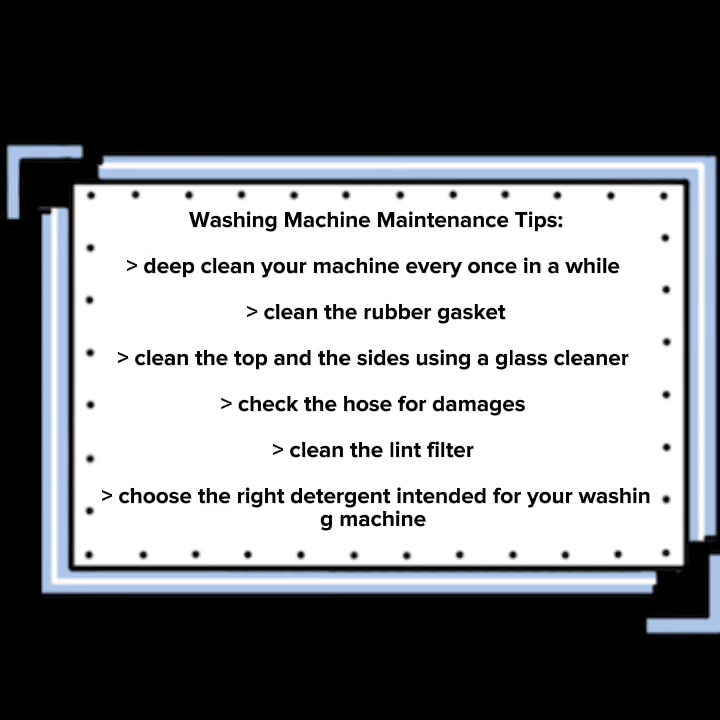 Washing Machine Maintenance Tips:
> deep clean your machine every once in a while
> clean the rubber gasket
> clean the top and the sides using a glass cleaner
> check the hose for damages
> clean the lint filter
> choose the right detergent intended for your washin
g machine